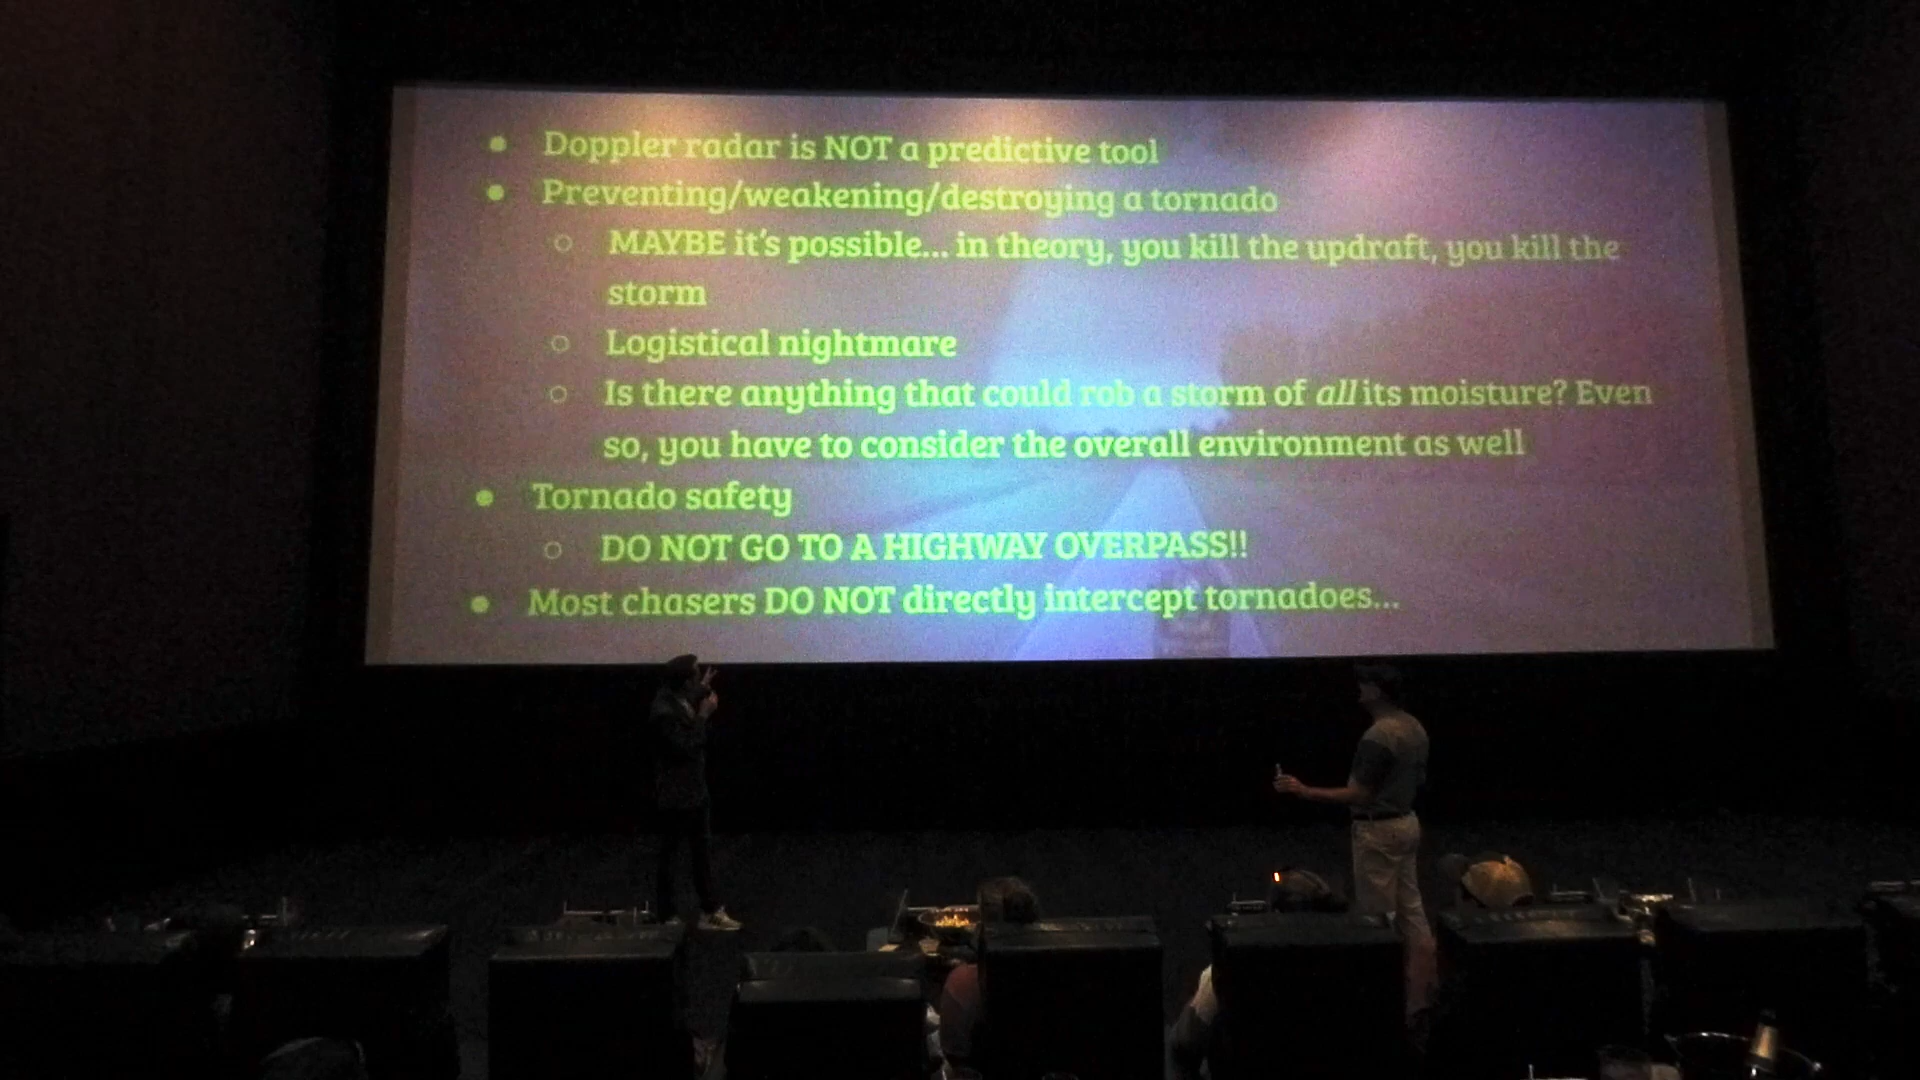 ● Doppler radar is NOT a predictive tool
● Preventing/weakening/destroying a tornado
○ MAYBE it's possible... in theory, you kill the updraft, you kill the
storm
○ Logistical nightmare
○ Is there anything that could rob a storm of all its moisture? Even
so, you have to consider the overall environment as well
● Tornado safety
○ DO NOT GO TO A HIGHWAY OVERPASS!!
● Most chasers DO NOT directly intercept tornadoes...